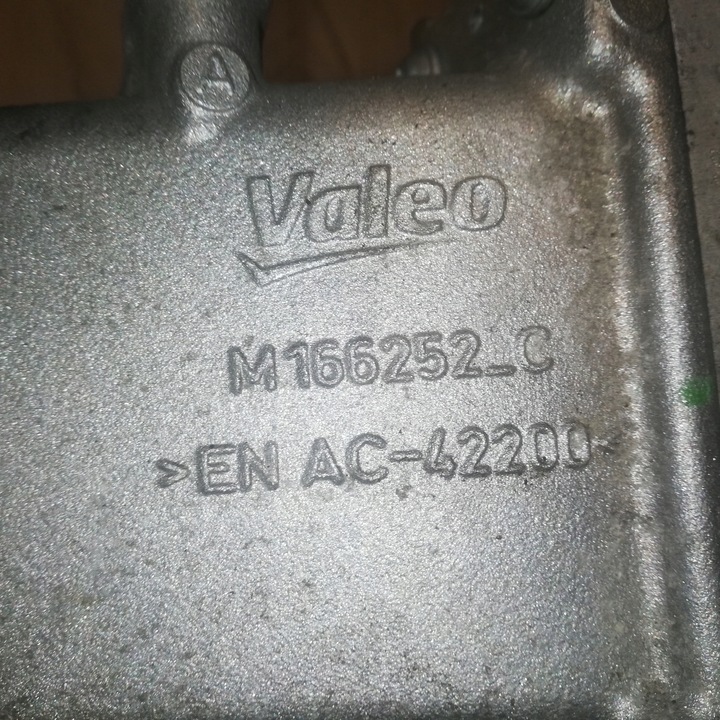 A
Valeo
M166252_C
>EN AC-42200<